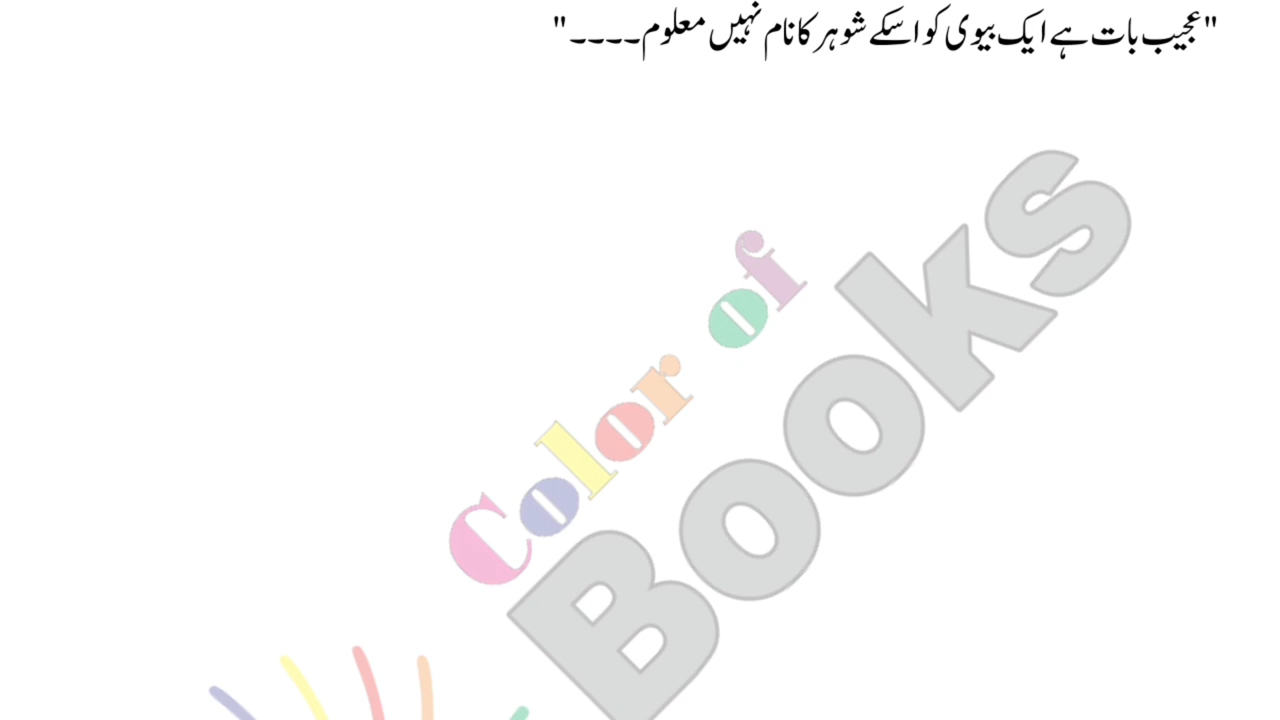 "عجیب بات ہے ایک بیوی کو اسکے شوہر کا نام نہیں معلوم۔۔۔۔"
Color of
Books